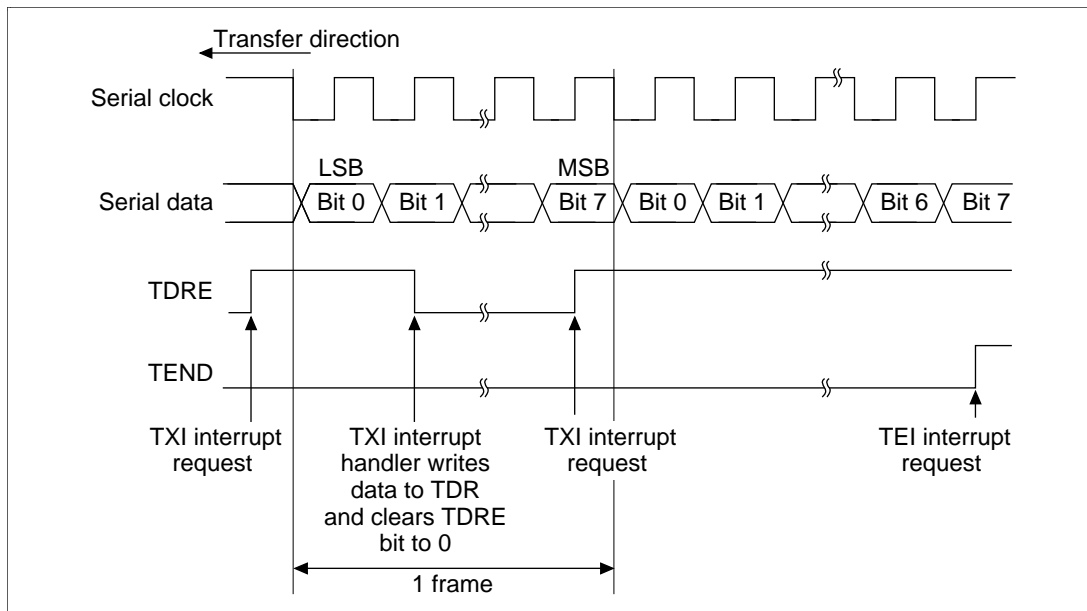 Transfer direction
Serial clock
LSB
MSB
Serial data
Bit 0
Bit 1
Bit 7
Bit 0
Bit 1
Bit 6
Bit 7
TDRE
TEND
TXI interrupt
request
TXI interrupt
handler writes
data to TDR
and clears TDRE
bit to 0
TXI interrupt
request
TEI interrupt
request
1 frame